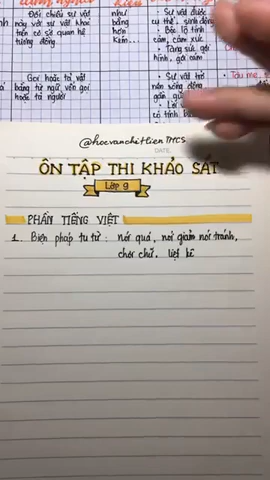 Đối chiếu sự vật
này với sự vật khác
trên cơ sở quan hệ
tương đồng
như
bằng
hơn
kém...
Sự vật được
cụ thể, sinh động
Bộc lộ tình
cảm, cảm xúc
Tăng sức gợi
hình, gợi cảm
Gọi hoặc tả vật
bằng từ ngữ vốn gọi
hoặc tả người
Sự vật trở
nên sống động
gần gũi
@hocvanchitlienTHCS
DATE
ÔN TẬP THI KHẢO SÁT
Lớp 9
PHẦN TIẾNG VIỆT
1. Biện pháp tu từ: nói quá, nói giảm nói tránh,
chơi chữ, liệt kê